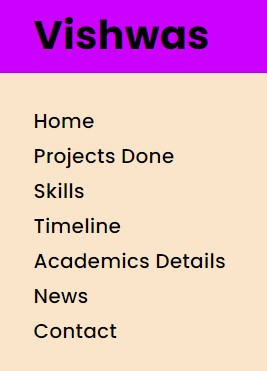 Vishwas
Home
Projects Done
Skills
Timeline
Academics Details
News
Contact